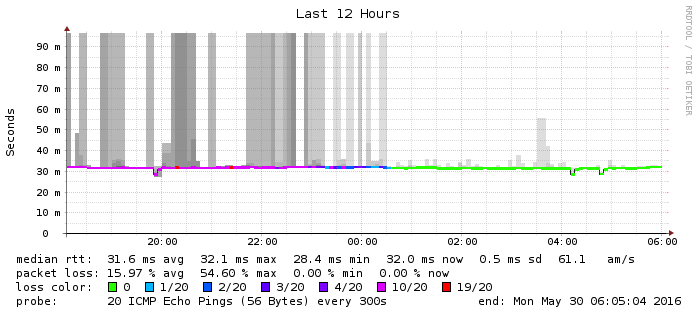 Last 12 Hours
RRDTOOL / TOBI OETIKER
Seconds
90 m
80 m
70 m
60 m
50 m
40 m
30 m
20 m
10 m
0
20:00 22:00 00:00 02:00 04:00 06:00
median rtt: 31.6 ms avg 32.1 ms max 28.4 ms min 32.0 ms now 0.5 ms sd 61.1 am/s
packet loss: 15.97 % avg 54.60 % max 0.00 % min 0.00 % now
loss color: 0 1/20 2/20 3/20 4/20 10/20 19/20
probe: 20 ICMP Echo Pings (56 Bytes) every 300s end: Mon May 30 06:05:04 2016